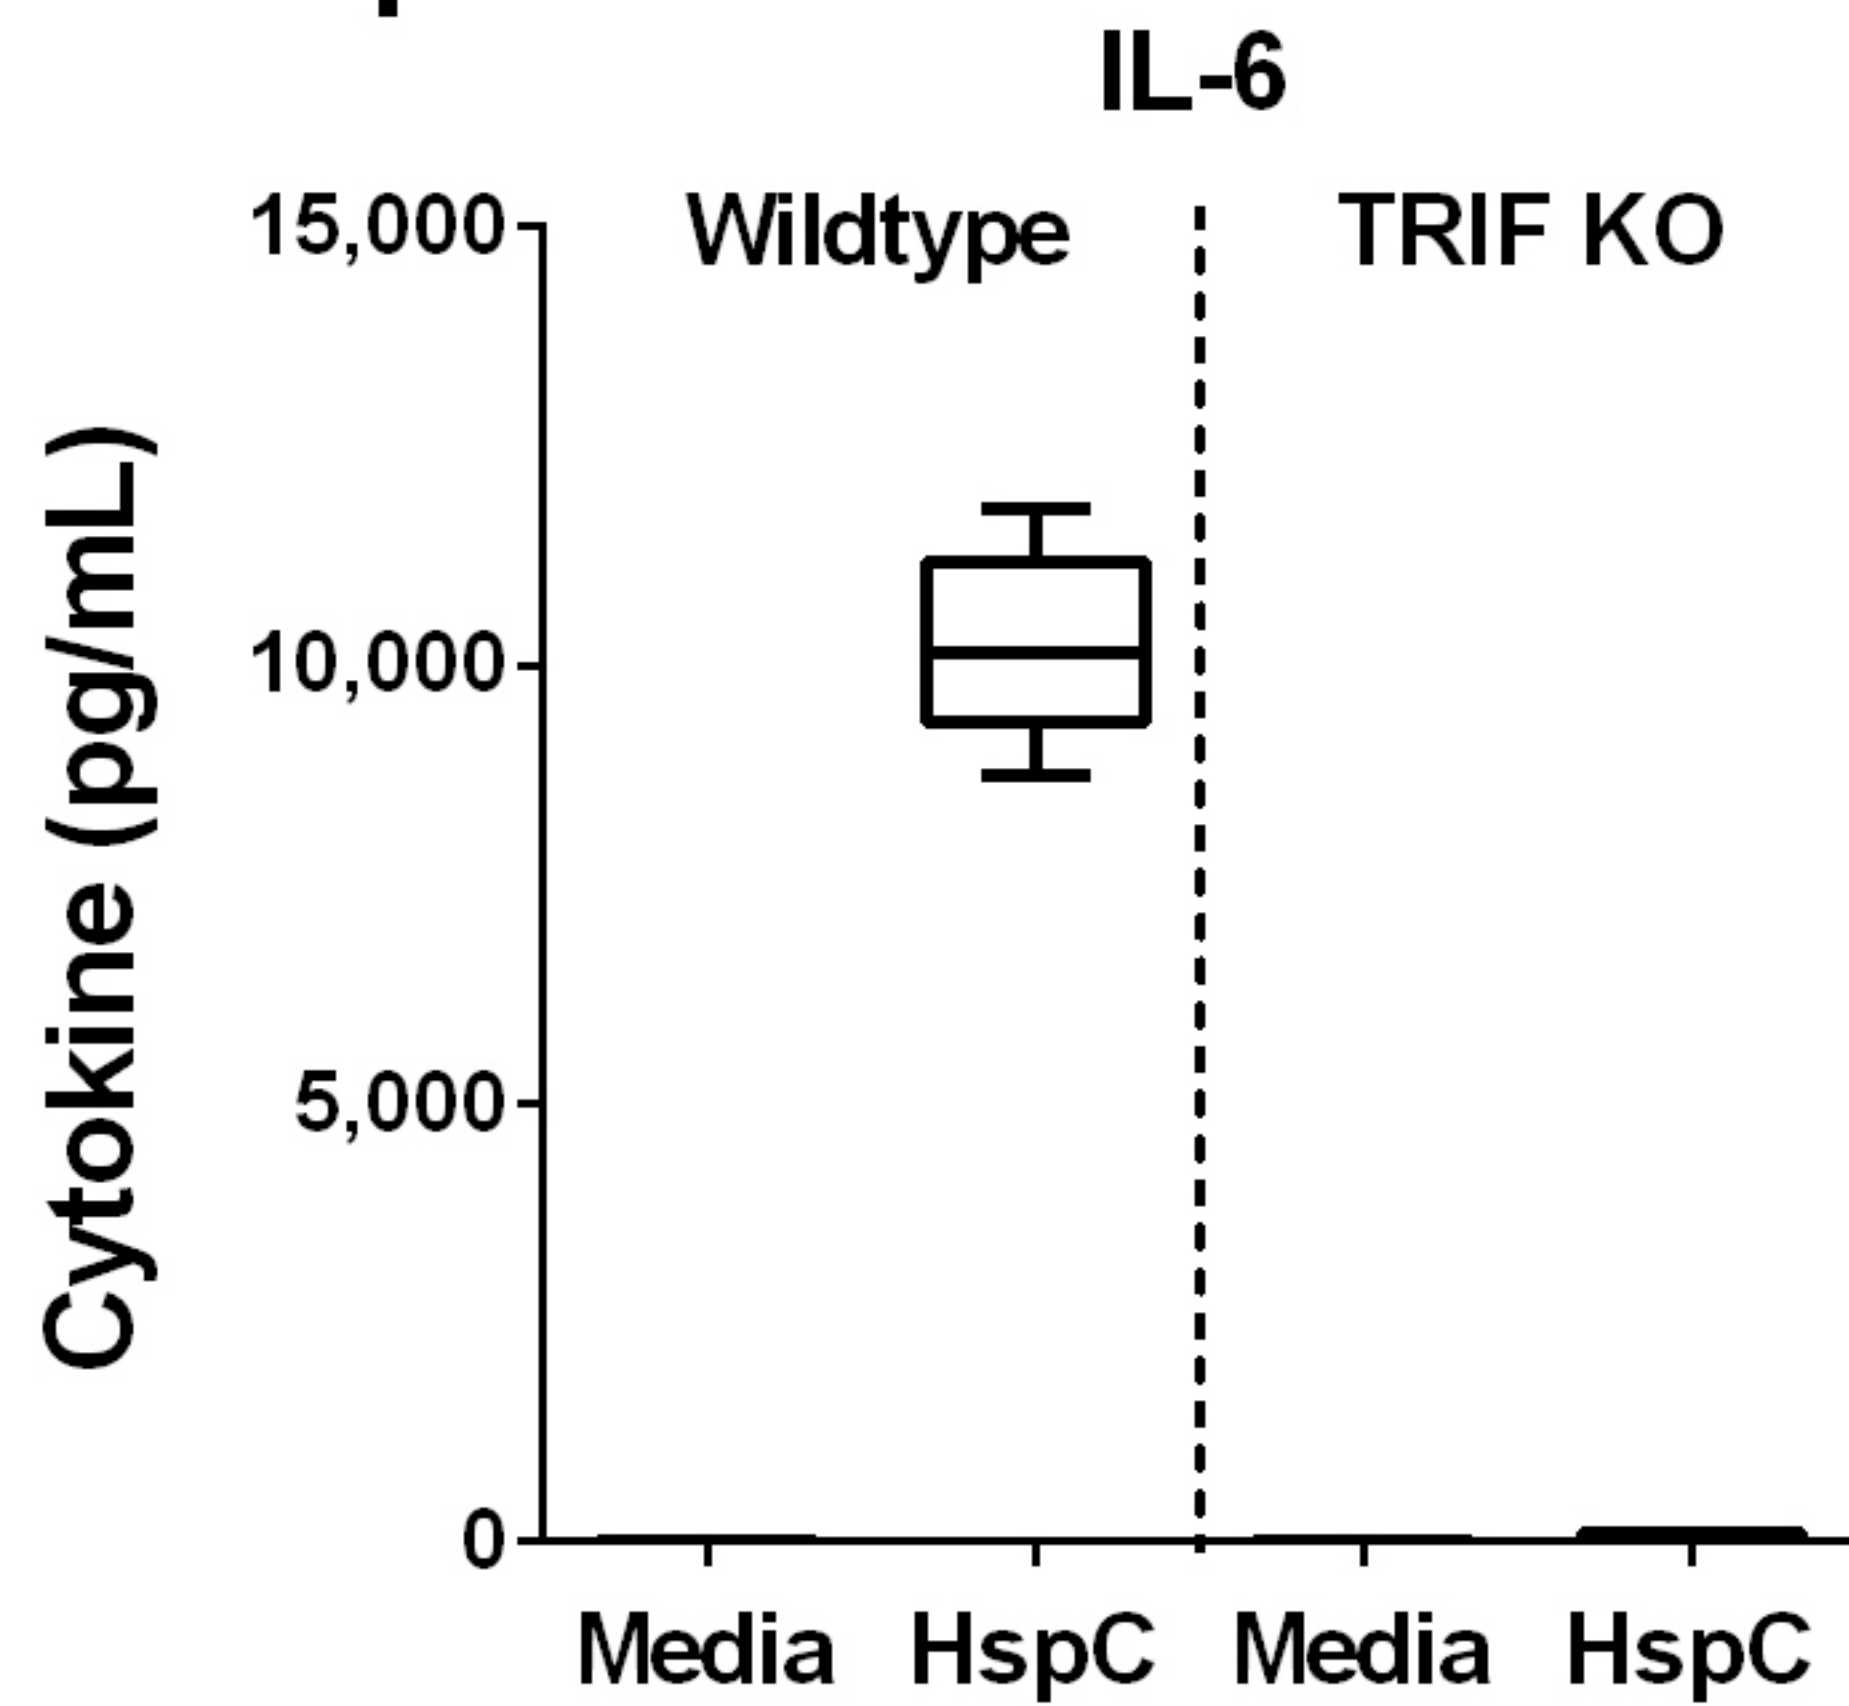 IL-6
Wildtype TRIF KO
15,000
10,000
5,000
0
Cytokine (pg/mL)
Media HspC Media HspC